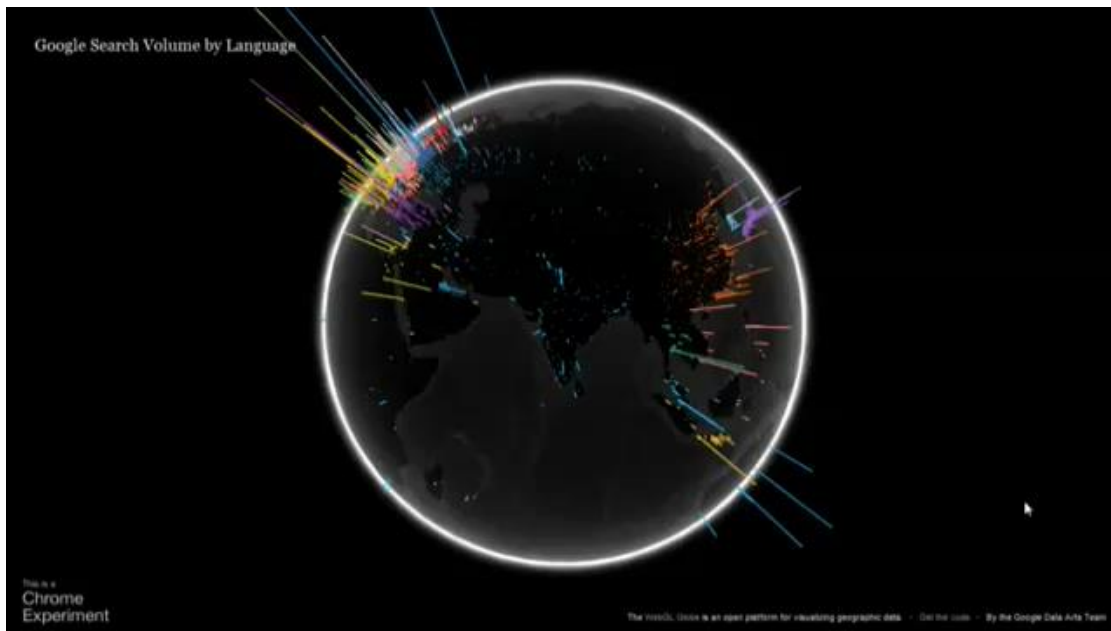 Google Search Volume by Language
This is a
Chrome
Experiment
The WebGL Globe is an open platform for visualizing geographic data. - Get the code - By the Google Data Arts Team